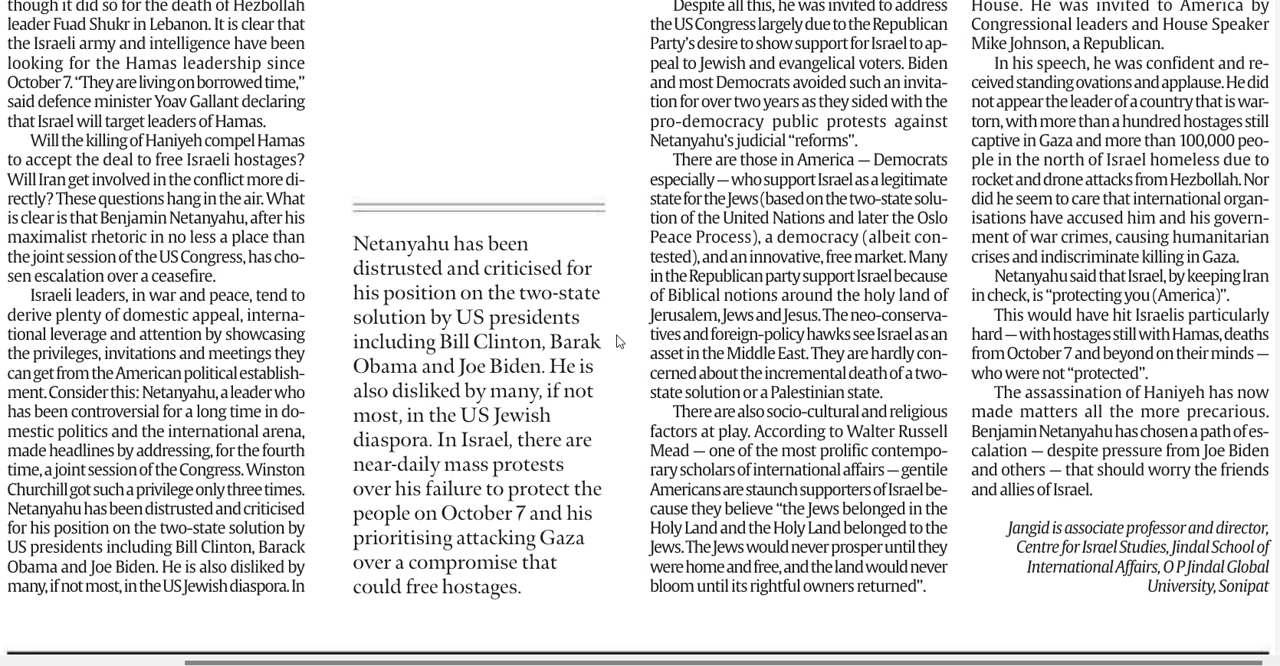 though it did so for the death of Hezbollah
leader Fuad Shukr in Lebanon. It is clear that
the Israeli army and intelligence have been
looking for the Hamas leadership since
October 7. “They are living on borrowed time,”
said defence minister Yoav Gallant declaring
that Israel will target leaders of Hamas.
Will the killing of Haniyeh compel Hamas
to accept the deal to free Israeli hostages?
Will Iran get involved in the conflict more di-
rectly? These questions hang in the air. What
is clear is that Benjamin Netanyahu, after his
maximalist rhetoric in no less a place than
the joint session of the US Congress, has cho-
sen escalation over a ceasefire.
Israeli leaders, in war and peace, tend to
derive plenty of domestic appeal, interna-
tional leverage and attention by showcasing
the privileges, invitations and meetings they
can get from the American political establish-
ment. Consider this: Netanyahu, a leader who
has been controversial for a long time in do-
mestic politics and the international arena,
made headlines by addressing, for the fourth
time, a joint session of the Congress. Winston
Churchill got such a privilege only three times.
Netanyahu has been distrusted and criticised
for his position on the two-state solution by
US presidents including Bill Clinton, Barack
Obama and Joe Biden. He is also disliked by
many, if not most, in the US Jewish diaspora. In
Netanyahu has been
distrusted and criticised for
his position on the two-state
solution by US presidents
including Bill Clinton, Barak
Obama and Joe Biden. He is
also disliked by many, if not
most, in the US Jewish
diaspora. In Israel, there are
near-daily mass protests
over his failure to protect the
people on October 7 and his
prioritising attacking Gaza
over a compromise that
could free hostages.
Despite all this, he was invited to address
the US Congress largely due to the Republican
Party’s desire to show support for Israel to ap-
peal to Jewish and evangelical voters. Biden
and most Democrats avoided such an invita-
tion for over two years as they sided with the
pro-democracy public protests against
Netanyahu’s judicial “reforms”.
There are those in America — Democrats
especially — who support Israel as a legitimate
state for the Jews (based on the two-state solu-
tion of the United Nations and later the Oslo
Peace Process), a democracy (albeit con-
tested), and an innovative, free market. Many
in the Republican party support Israel because
of Biblical notions around the holy land of
Jerusalem, Jews and Jesus. The neo-conserva-
tives and foreign-policy hawks see Israel as an
asset in the Middle East. They are hardly con-
cerned about the incremental death of a two-
state solution or a Palestinian state.
There are also socio-cultural and religious
factors at play. According to Walter Russell
Mead — one of the most prolific contempo-
rary scholars of international affairs — gentile
Americans are staunch supporters of Israel be-
cause they believe “the Jews belonged in the
Holy Land and the Holy Land belonged to the
Jews. The Jews would never prosper until they
were home and free, and the land would never
bloom until its rightful owners returned”.
House. He was invited to America by
Congressional leaders and House Speaker
Mike Johnson, a Republican.
In his speech, he was confident and re-
ceived standing ovations and applause. He did
not appear the leader of a country that is war-
torn, with more than a hundred hostages still
captive in Gaza and more than 100,000 peo-
ple in the north of Israel homeless due to
rocket and drone attacks from Hezbollah. Nor
did he seem to care that international organ-
isations have accused him and his govern-
ment of war crimes, causing humanitarian
crises and indiscriminate killing in Gaza.
Netanyahu said that Israel, by keeping Iran
in check, is “protecting you (America)”.
This would have hit Israelis particularly
hard — with hostages still with Hamas, deaths
from October 7 and beyond on their minds —
who were not “protected”.
The assassination of Haniyeh has now
made matters all the more precarious.
Benjamin Netanyahu has chosen a path of es-
calation — despite pressure from Joe Biden
and others — that should worry the friends
and allies of Israel.
Jangid is associate professor and director,
Centre for Israel Studies, Jindal School of
International Affairs, O P Jindal Global
University, Sonipat